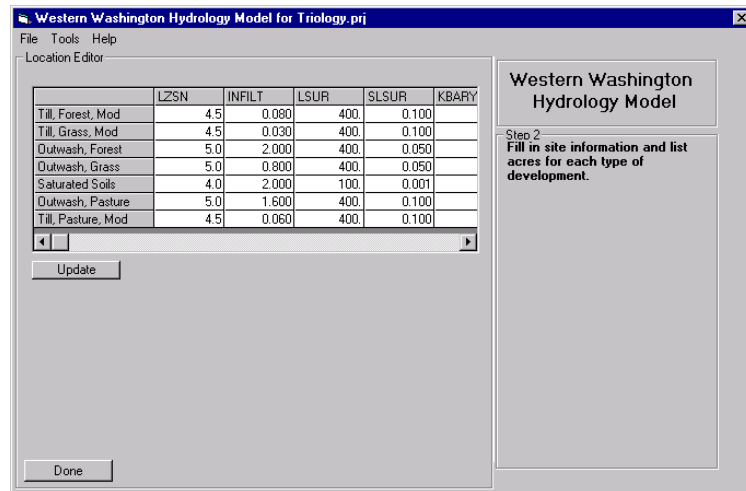 Western Washington Hydrology Model for Triology.prj
File Tools Help
Location Editor
LZSN INFILT LSUR SLSUR KBARY
Till, Forest, Mod 4.5 0.080 400. 0.100
Till, Grass, Mod 4.5 0.030 400. 0.100
Outwash, Forest 5.0 2.000 400. 0.050
Outwash, Grass 5.0 0.800 400. 0.050
Saturated Soils 4.0 2.000 100. 0.001
Outwash, Pasture 5.0 1.600 400. 0.100
Till, Pasture, Mod 4.5 0.060 400. 0.100
Update
Done
Western Washington
Hydrology Model
Step 2
Fill in site information and list
acres for each type of
development.